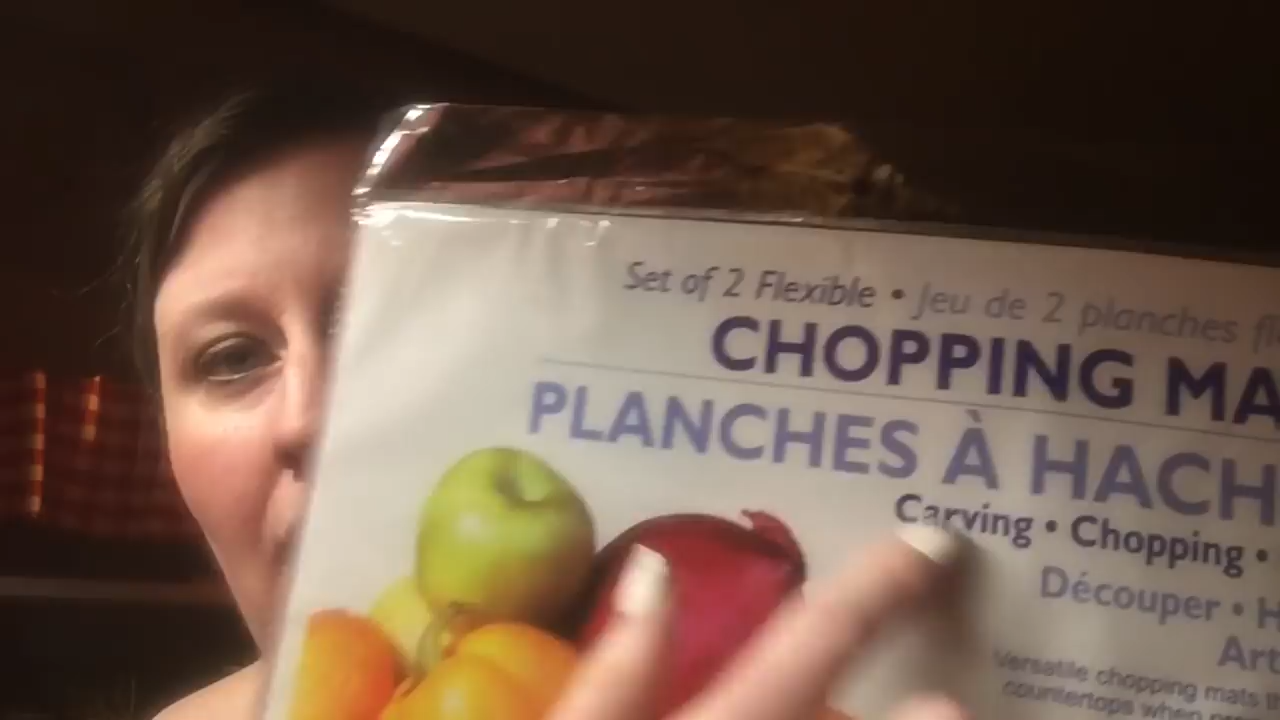 Set of 2 Flexible • Jeu de 2 planches fl
CHOPPING MA
PLANCHES À HACH
Carving • Chopping •
Découper • H
Art
Versatile chopping mats
countertops when